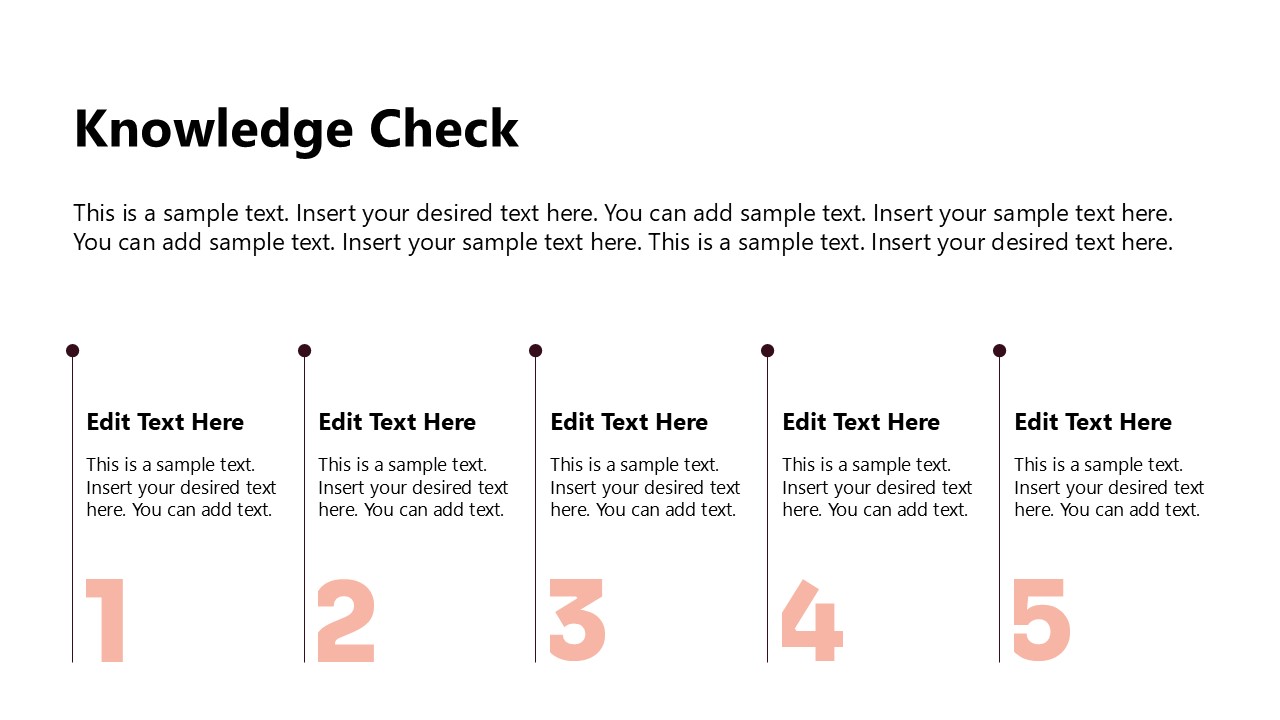 Knowledge Check
This is a sample text. Insert your desired text here. You can add sample text. Insert your sample text here.
You can add sample text. Insert your sample text here. This is a sample text. Insert your desired text here.
Edit Text Here
This is a sample text.
Insert your desired text
here. You can add text.
1
Edit Text Here
This is a sample text.
Insert your desired text
here. You can add text.
2
Edit Text Here
This is a sample text.
Insert your desired text
here. You can add text.
3
Edit Text Here
This is a sample text.
Insert your desired text
here. You can add text.
4
Edit Text Here
This is a sample text.
Insert your desired text
here. You can add text.
5